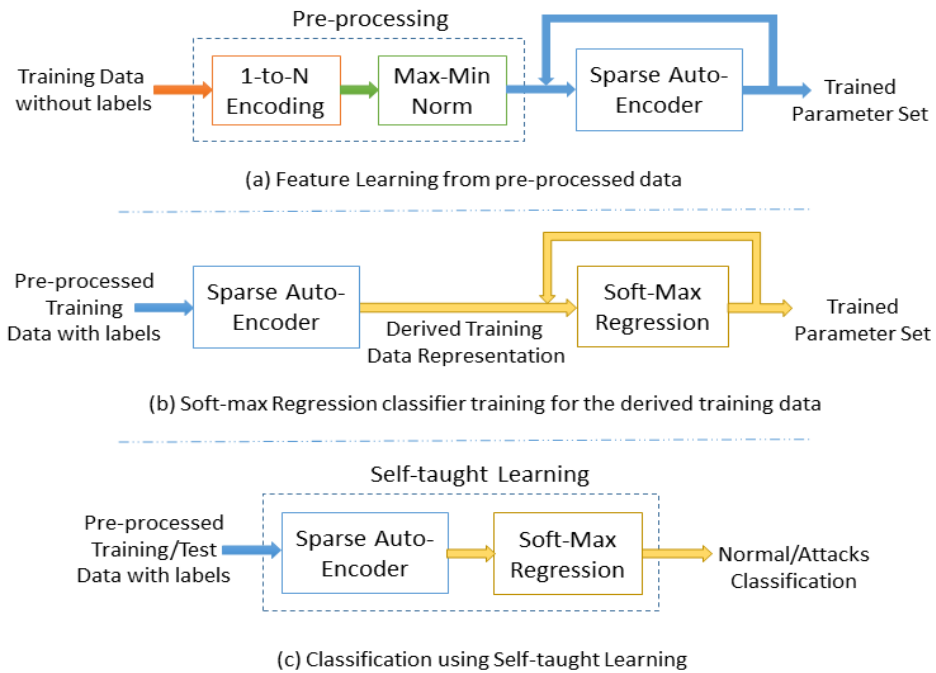 Pre-processing
Training Data
without labels
1-to-N
Encoding
Max-Min
Norm
Sparse Auto-
Encoder
Trained
Parameter Set
(a) Feature Learning from pre-processed data
Pre-processed
Training
Data with labels
Sparse Auto-
Encoder
Derived Training
Data Representation
Soft-Max
Regression
Trained
Parameter Set
(b) Soft-max Regression classifier training for the derived training data
Self-taught Learning
Pre-processed
Training/Test
Data with labels
Sparse Auto-
Encoder
Soft-Max
Regression
Normal/Attacks
Classification
(c) Classification using Self-taught Learning